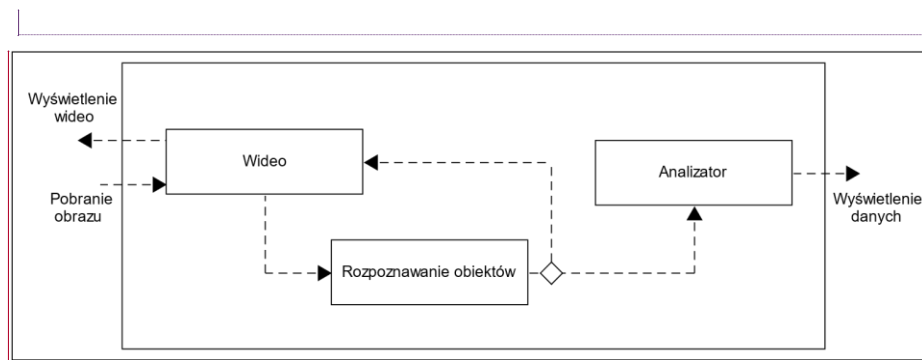 Wyświetlenie
wideo
Wideo
Pobranie
obrazu
Rozpoznawanie obiektów
Analizator
Wyświetlenie
danych